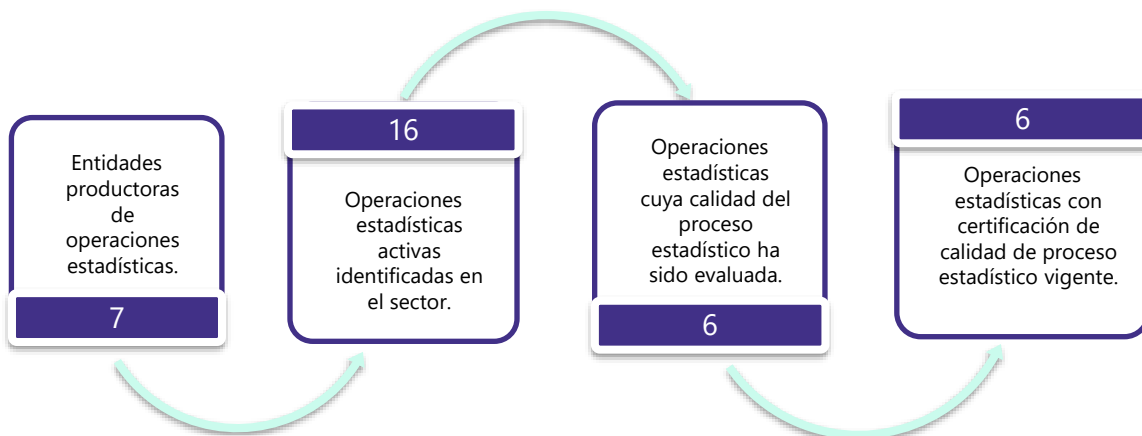 Entidades
productoras
de
operaciones
estadísticas.
7
16
Operaciones
estadísticas
activas
identificadas en
el sector.
Operaciones
estadísticas
cuya calidad del
proceso
estadístico ha
sido evaluada.
6
6
Operaciones
estadísticas con
certificación de
calidad de proceso
estadístico vigente.